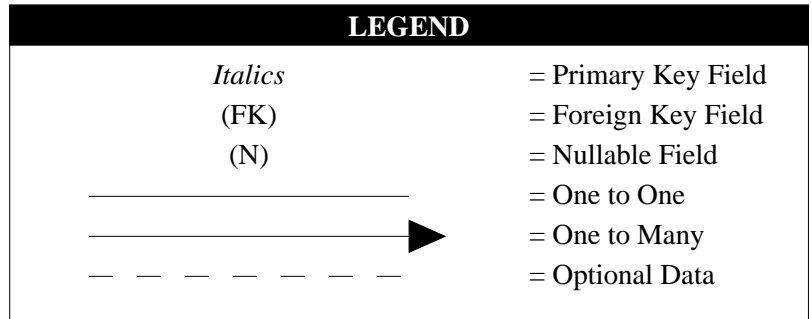 LEGEND
Italics = Primary Key Field
(FK) = Foreign Key Field
(N) = Nullable Field
= One to One
= One to Many
= Optional Data